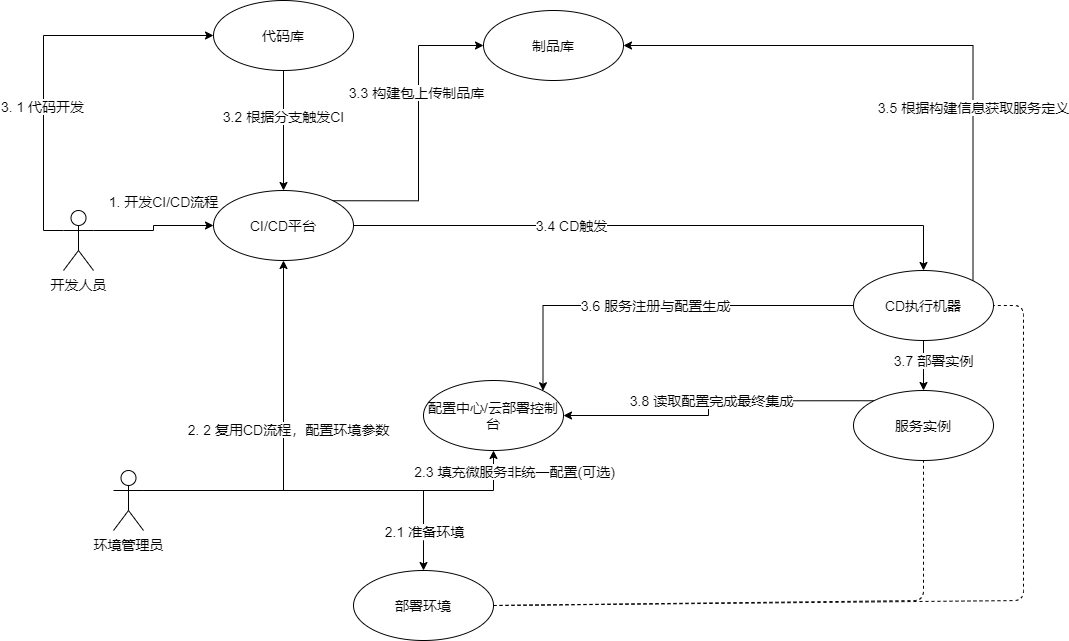 代码库
制品库
3. 1 代码开发
3.3 构建包上传制品库
3.5 根据构建信息获取服务定义
3.2 根据分支触发CI
1. 开发CI/CD流程
CI/CD平台
3.4 CD触发
开发人员
3.6 服务注册与配置生成
CD执行机器
3.7 部署实例
配置中心/云部署控制
台
3.8 读取配置完成最终集成
服务实例
2. 2 复用CD流程，配置环境参数
2.3 填充微服务非统一配置(可选)
2.1 准备环境
环境管理员
部署环境